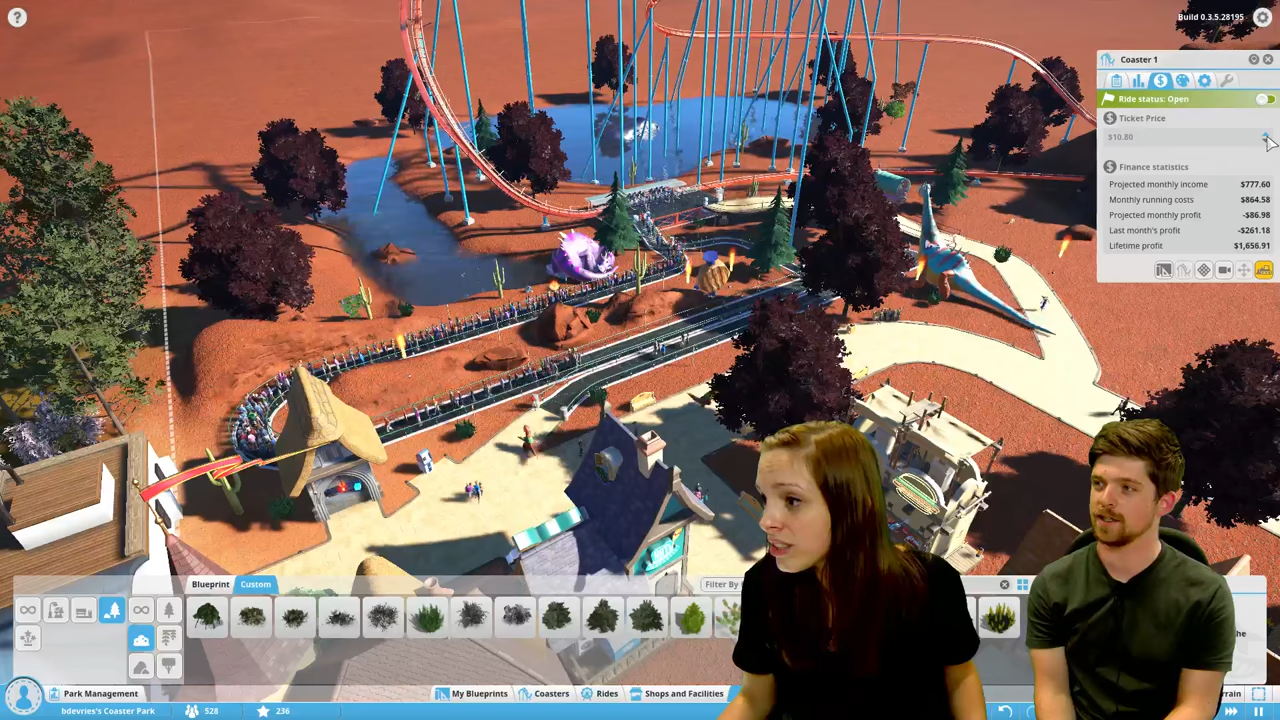 ?
Build 0.3.5.28195
Coaster 1
Ride status: Open
Ticket Price
$10.80
Finance statistics
Projected monthly income $777.60
Monthly running costs $864.58
Projected monthly profit -$86.98
Last month's profit -$261.18
Lifetime profit $1,656.91
Blueprint Custom Filter By
he
Park Management My Blueprints Coasters Rides Shops and Facilities rrain
bdevries's Coaster Park 528 236